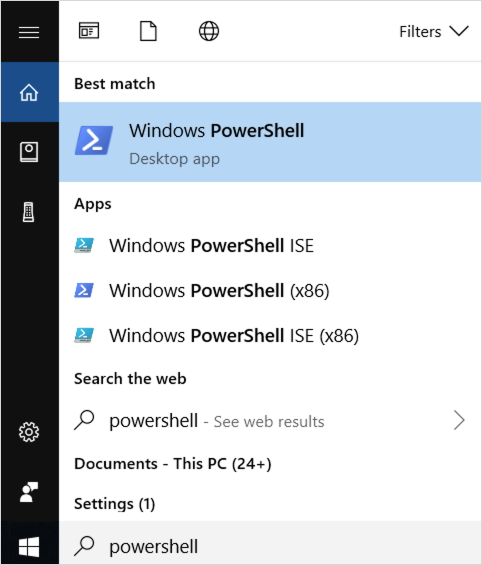 Filters
Best match
Windows PowerShell
Desktop app
Apps
Windows PowerShell ISE
Windows PowerShell (x86)
Windows PowerShell ISE (x86)
Search the web
powershell - See web results
Documents - This PC (24+)
Settings (1)
powershell